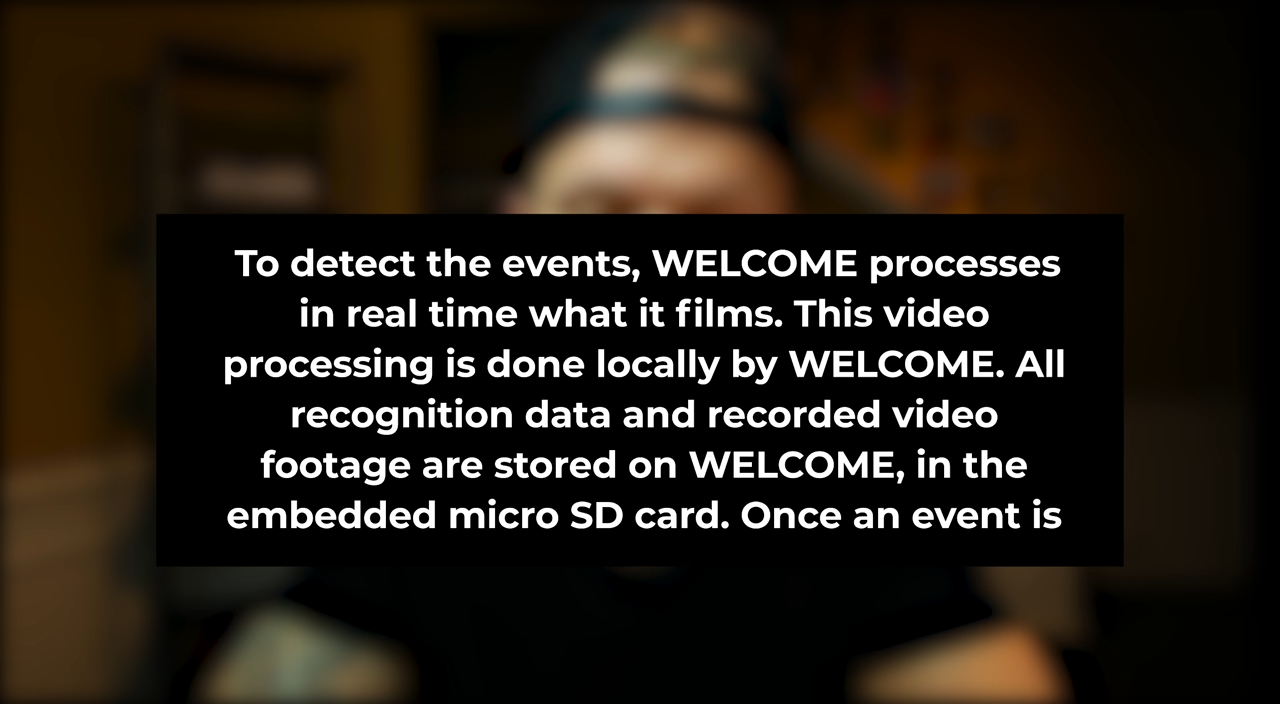 To detect the events, WELCOME processes
in real time what it films. This video
processing is done locally by WELCOME. All
recognition data and recorded video
footage are stored on WELCOME, in the
embedded micro SD card. Once an event is